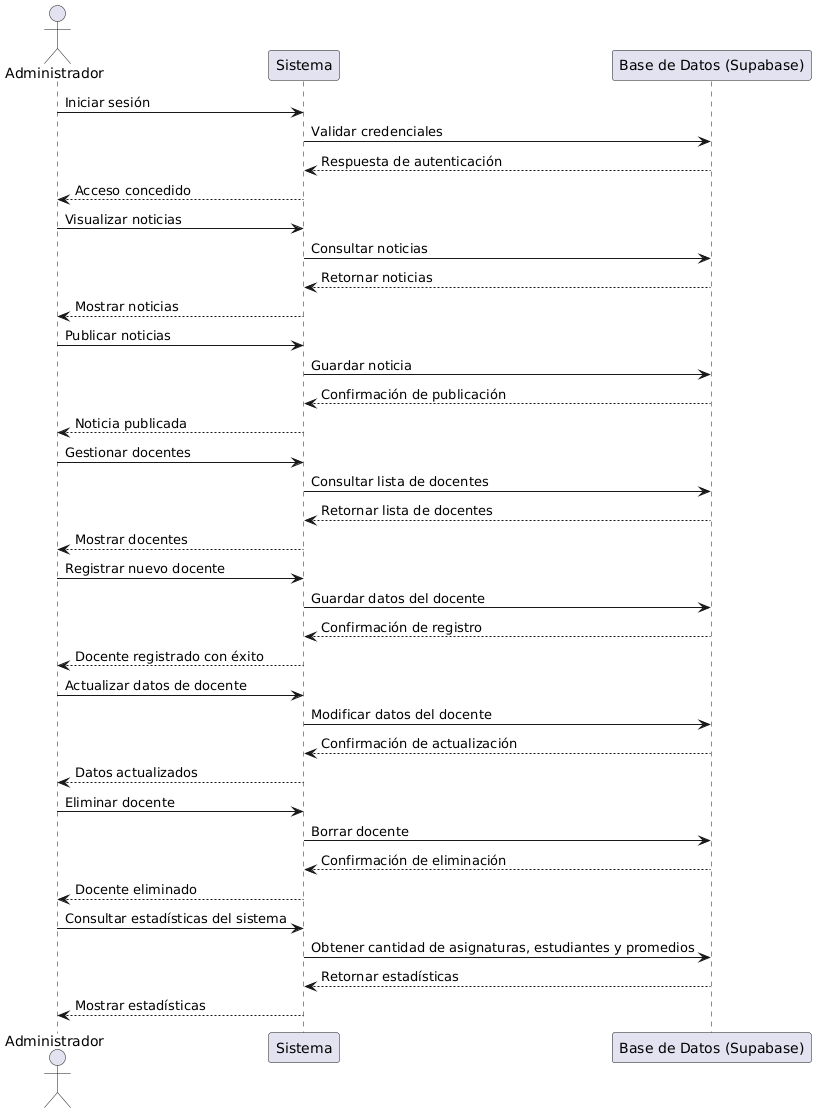 Administrador
Sistema
Base de Datos (Supabase)
Iniciar sesión
Validar credenciales
Respuesta de autenticación
Acceso concedido
Visualizar noticias
Consultar noticias
Retornar noticias
Mostrar noticias
Publicar noticias
Guardar noticia
Confirmación de publicación
Noticia publicada
Gestionar docentes
Consultar lista de docentes
Retornar lista de docentes
Mostrar docentes
Registrar nuevo docente
Guardar datos del docente
Confirmación de registro
Docente registrado con éxito
Actualizar datos de docente
Modificar datos del docente
Confirmación de actualización
Datos actualizados
Eliminar docente
Borrar docente
Confirmación de eliminación
Docente eliminado
Consultar estadísticas del sistema
Obtener cantidad de asignaturas, estudiantes y promedios
Retornar estadísticas
Mostrar estadísticas
Administrador
Sistema
Base de Datos (Supabase)